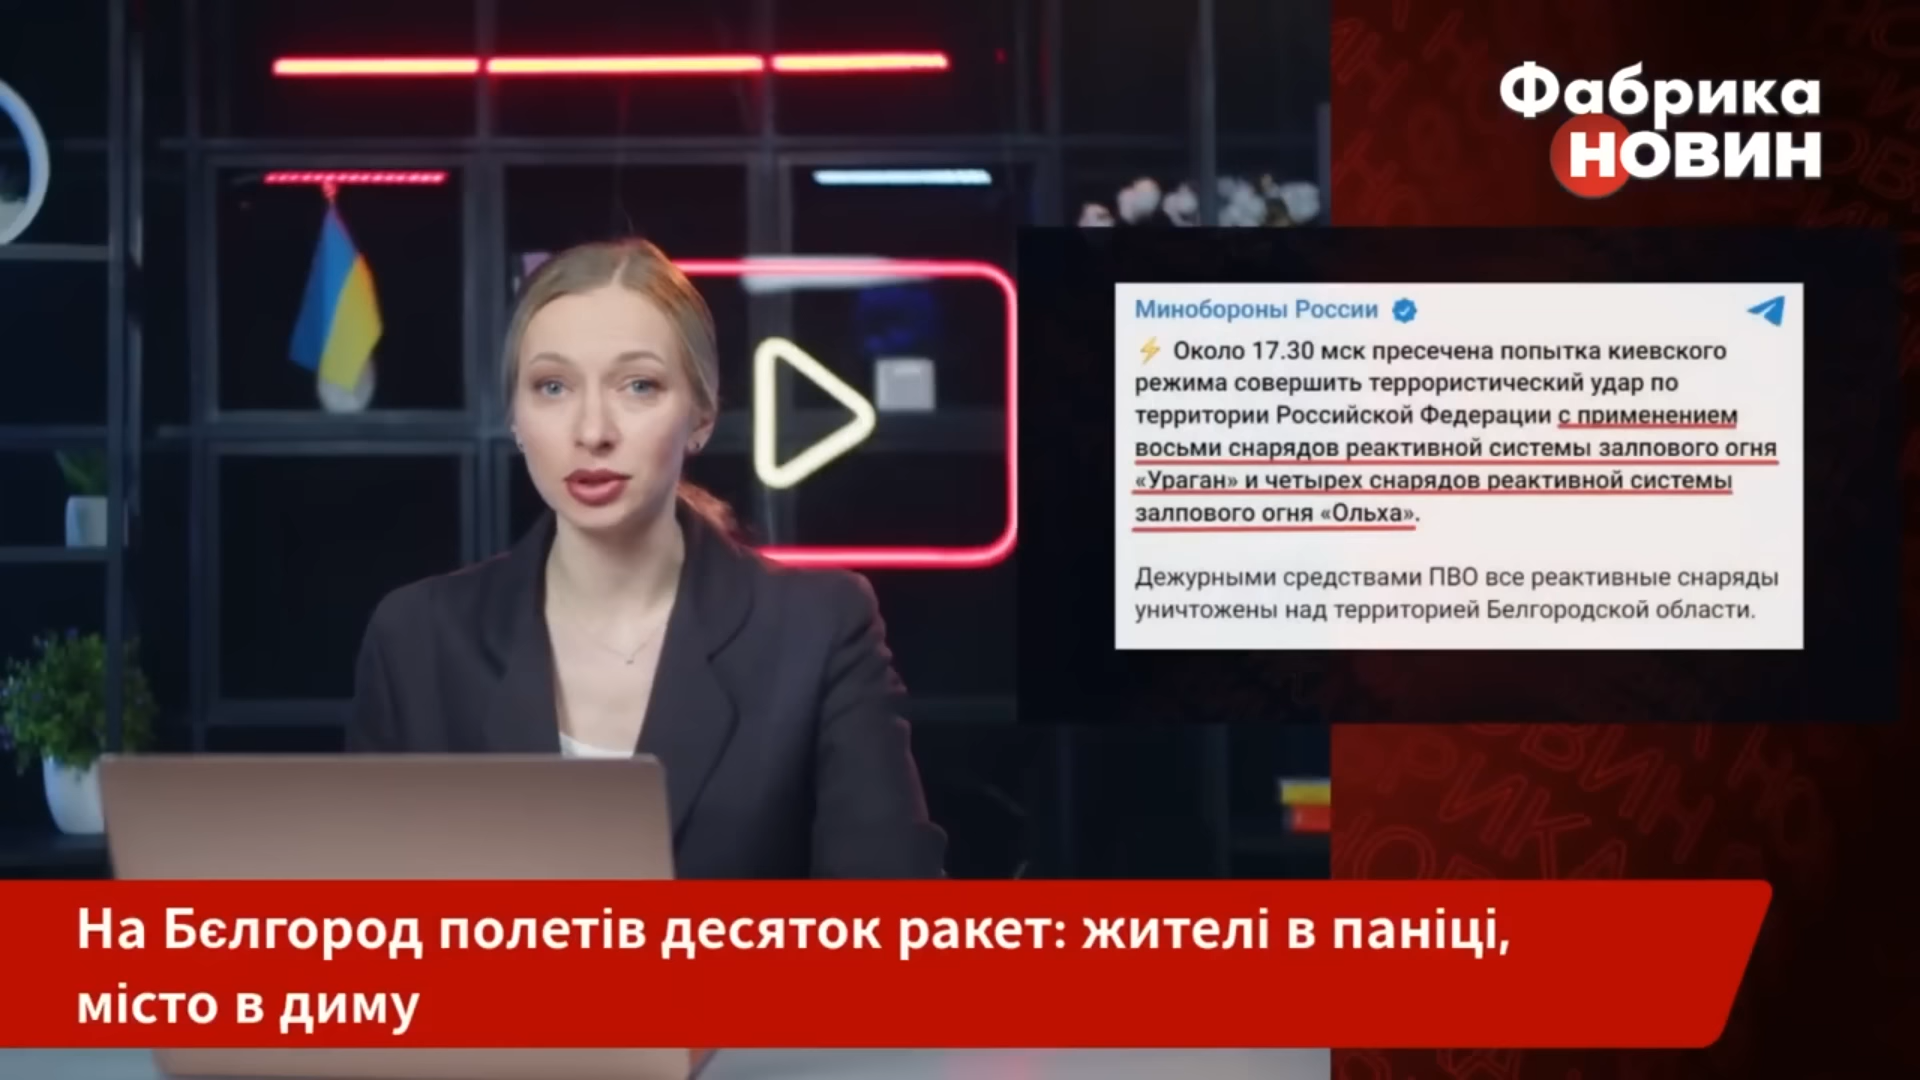 Фабрика
НОВИН
Минобороны России
⚡ Около 17.30 мск пресечена попытка киевского
режима совершить террористический удар по
территории Российской Федерации с применением
восьми снарядов реактивной системы залпового огня
«Ураган» и четырех снарядов реактивной системы
залпового огня «Ольха».
Дежурными средствами ПВО все реактивные снаряды
уничтожены над территорией Белгородской области.
На Бєлгород полетів десяток ракет: жителі в паніці,
місто в диму